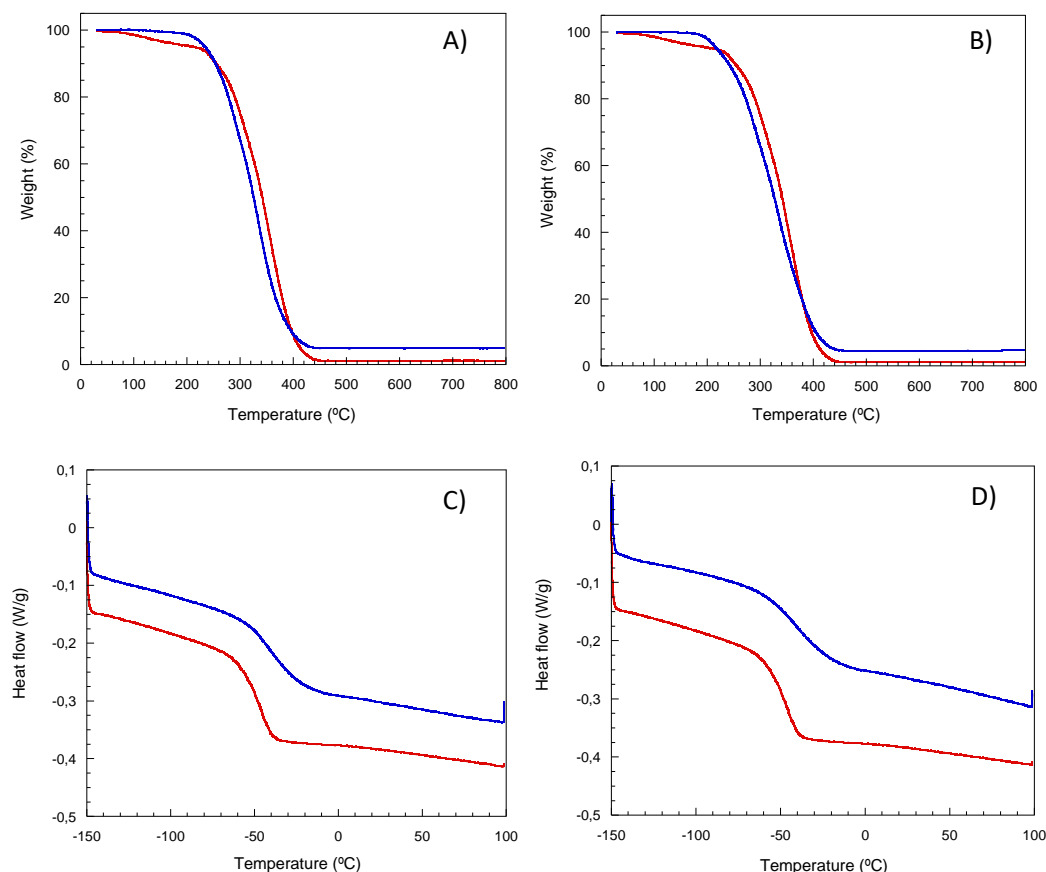 A)
100
80
60
40
20
0
Weight (%)
0 100 200 300 400 500 600 700 800
Temperature (ºC)
B)
100
80
60
40
20
0
Weight (%)
0 100 200 300 400 500 600 700 800
Temperature (ºC)
C)
0,1
0
-0,1
-0,2
-0,3
-0,4
-0,5
Heat flow (W/g)
-150 -100 -50 0 50 100
Temperature (ºC)
D)
0,1
0
-0,1
-0,2
-0,3
-0,4
-0,5
Heat flow (W/g)
-150 -100 -50 0 50 100
Temperature (ºC)